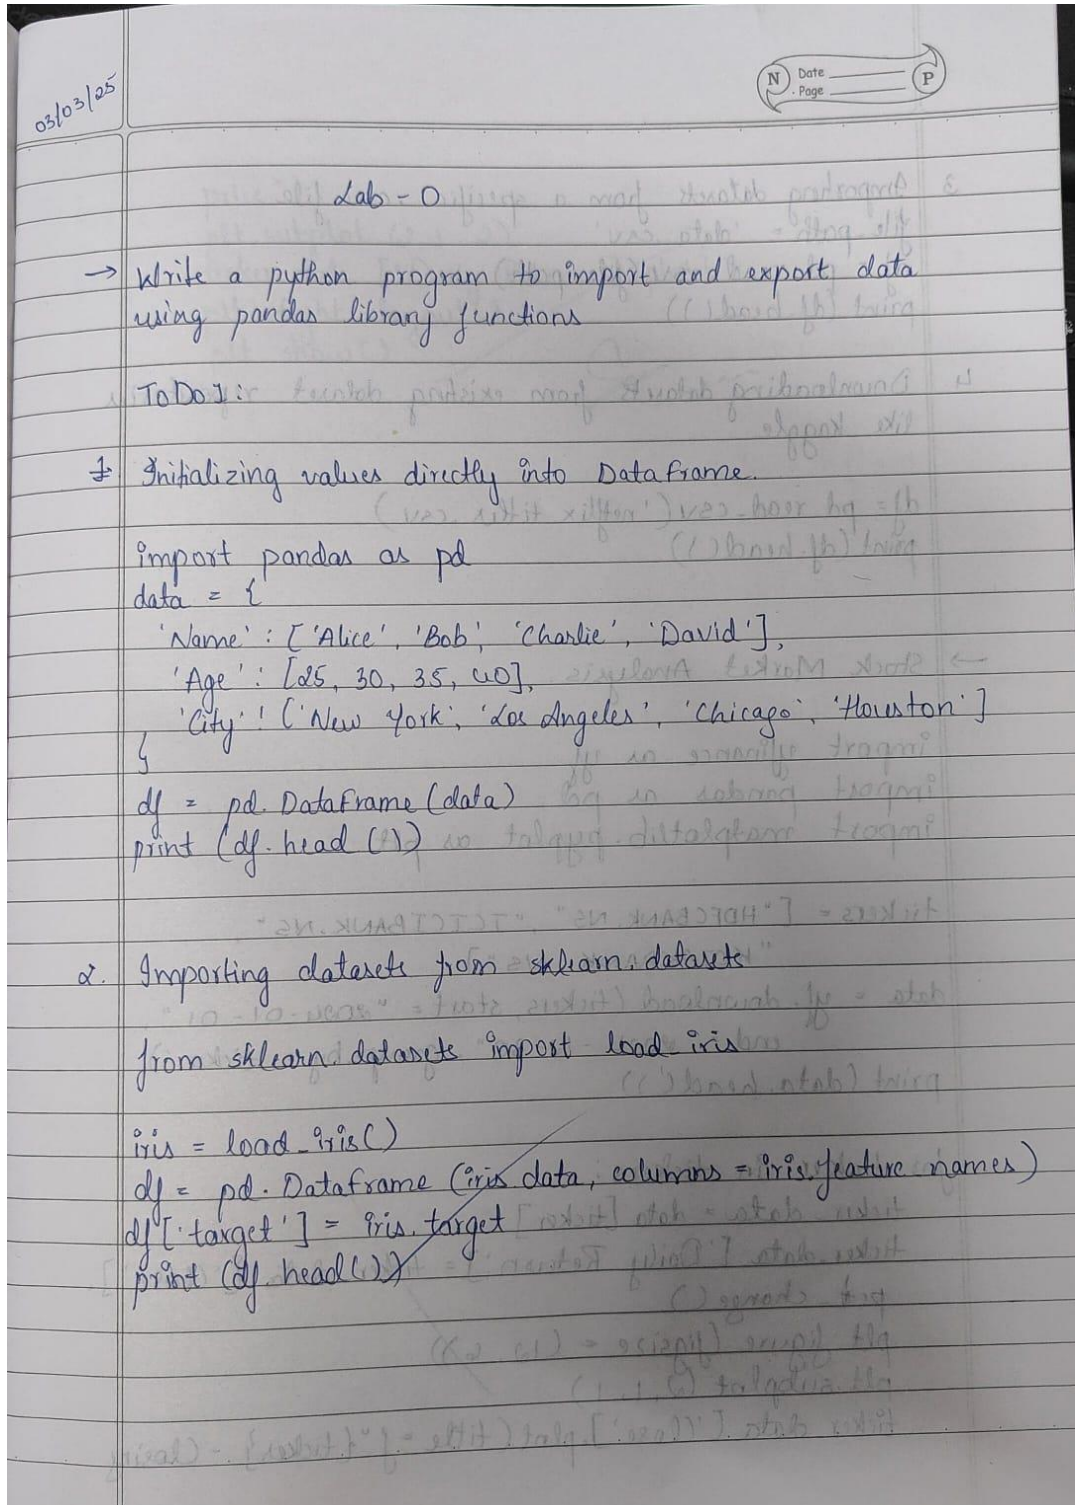 03/03/25
N Date P
Page
Lab - 0
→ Write a python program to import and export data
using pandas library functions
To Do 1 :
1. Initializing values directly into DataFrame.
import pandas as pd
data = {
'Name' : ['Alice', 'Bob', 'Charlie', 'David'],
'Age' : [25, 30, 35, 40],
'City' : ['New York', 'Los Angeles', 'Chicago', 'Houston']
}
df = pd. DataFrame (data)
print (df. head ())
2. Importing datasets from sklearn. datasets
from sklearn. datasets import load_iris
iris = load_iris()
df = pd. Dataframe (iris. data, columns = iris. feature names)
df ['target'] = iris. target
print (df. head ())